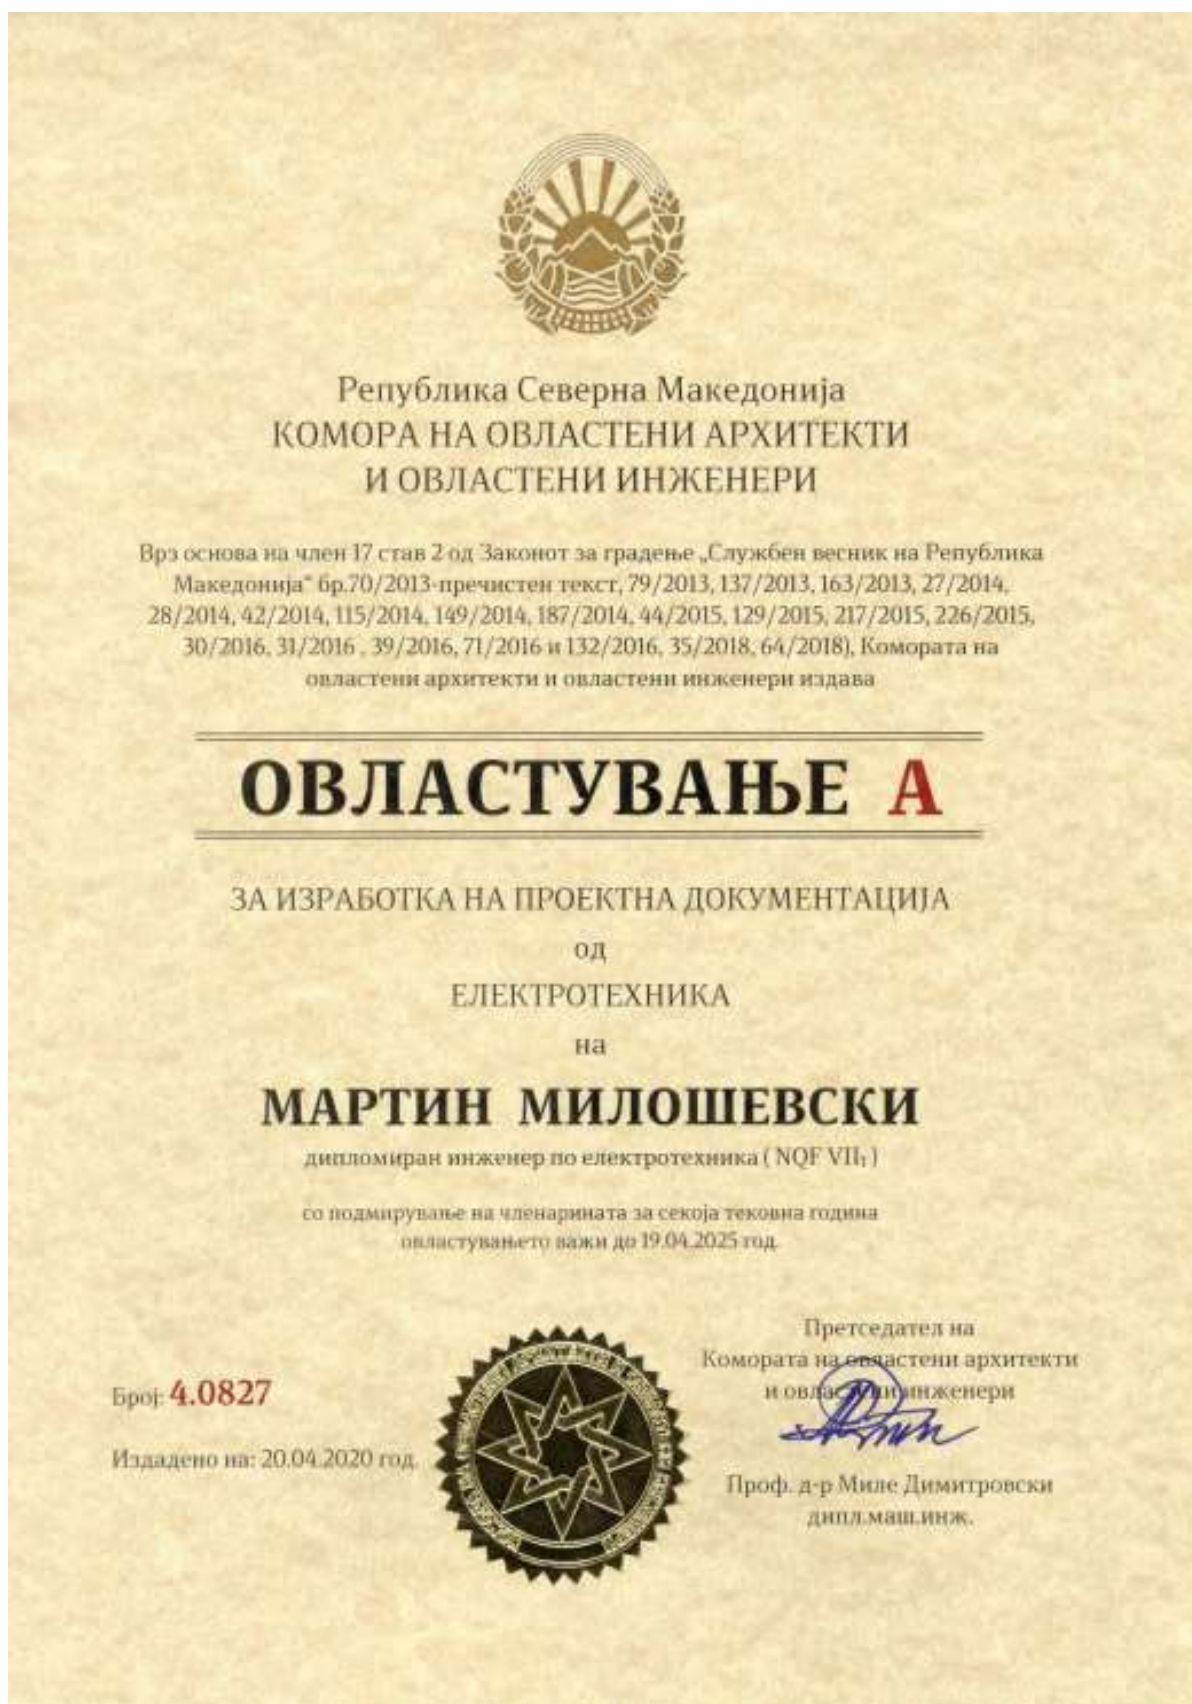 Република Северна Македонија
КОМОРА НА ОВЛАСТЕНИ АРХИТЕКТИ
И ОВЛАСТЕНИ ИНЖЕНЕРИ
Врз основа на член 17 став 2 од Законот за градење „Службен весник на Република
Македонија“ бр.70/2013-пречистен текст, 79/2013, 137/2013, 163/2013, 27/2014,
28/2014, 42/2014, 115/2014, 149/2014, 187/2014, 44/2015, 129/2015, 217/2015, 226/2015,
30/2016, 31/2016 , 39/2016, 71/2016 и 132/2016, 35/2018, 64/2018), Комората на
овластени архитекти и овластени инженери издава
ОВЛАСТУВАЊЕ А
ЗА ИЗРАБОТКА НА ПРОЕКТНА ДОКУМЕНТАЦИЈА
од
ЕЛЕКТРОТЕХНИКА
на
МАРТИН МИЛОШЕВСКИ
дипломиран инженер по електротехника ( NQF VII₁ )
со подмирување на членарината за секоја тековна година
овластувањето важи до 19.04.2025 год.
Број: 4.0827
Издадено на: 20.04.2020 год.
Претседател на
Комората на овластени архитекти
и овластени инженери
Проф. д-р Миле Димитровски
дипл.маш.инж.